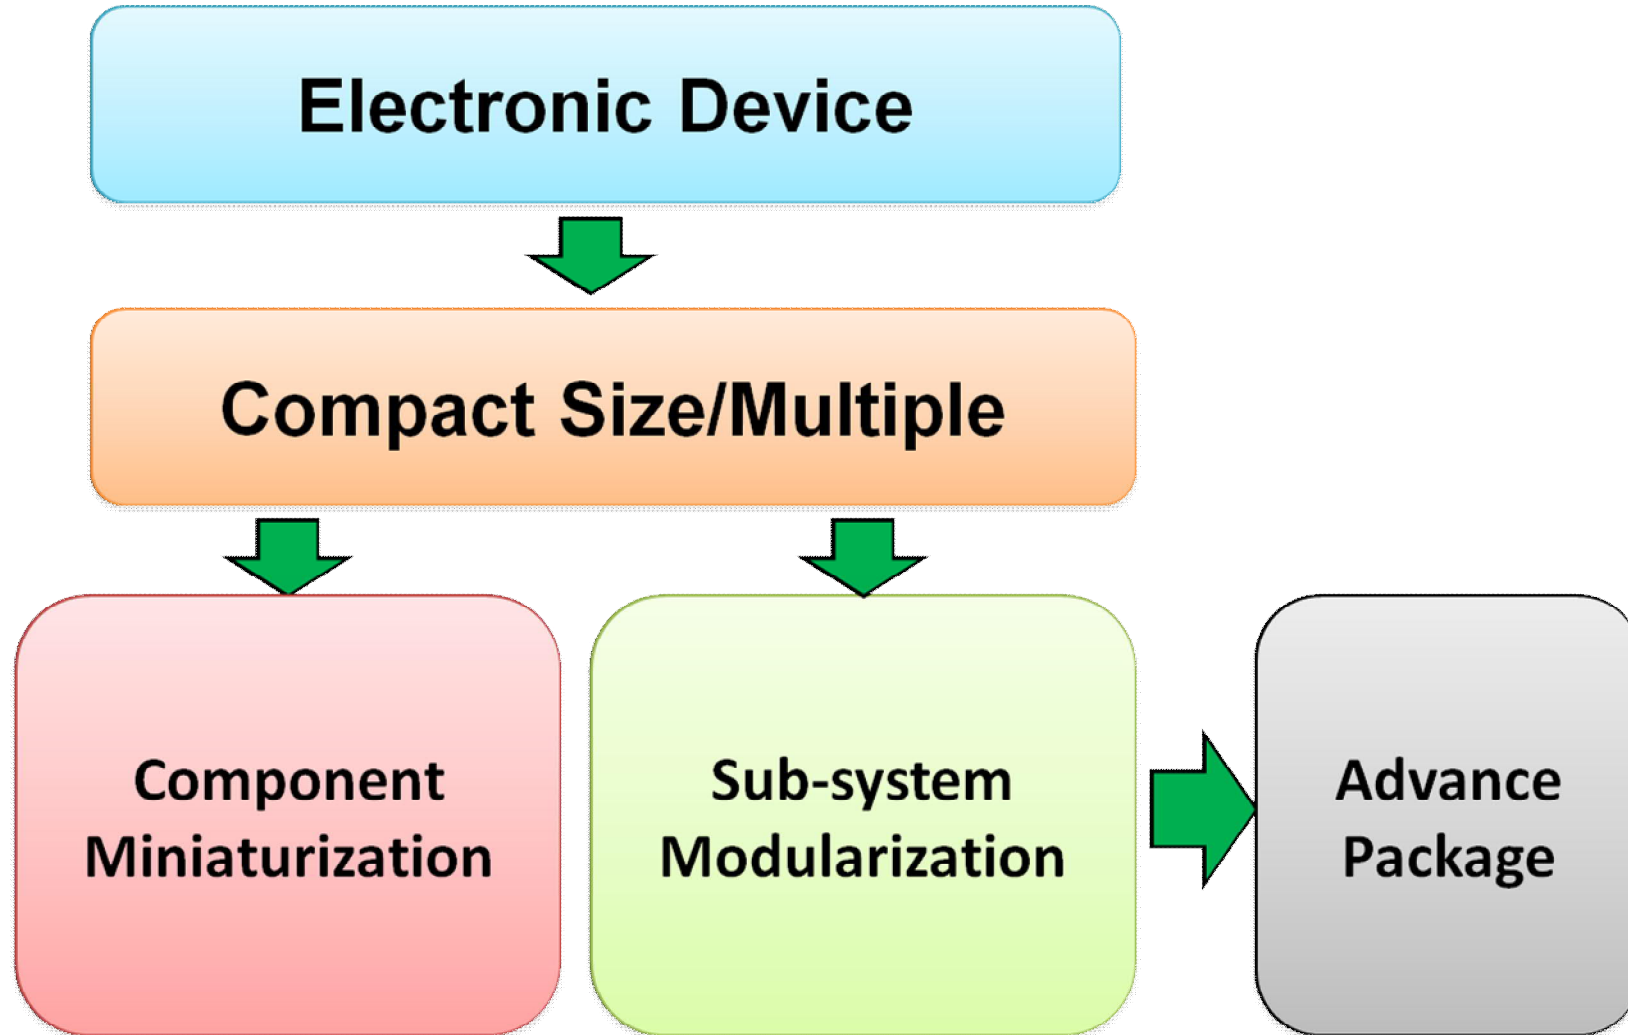 Electronic Device
Compact Size/Multiple
Component
Miniaturization
Sub-system
Modularization
Advance
Package